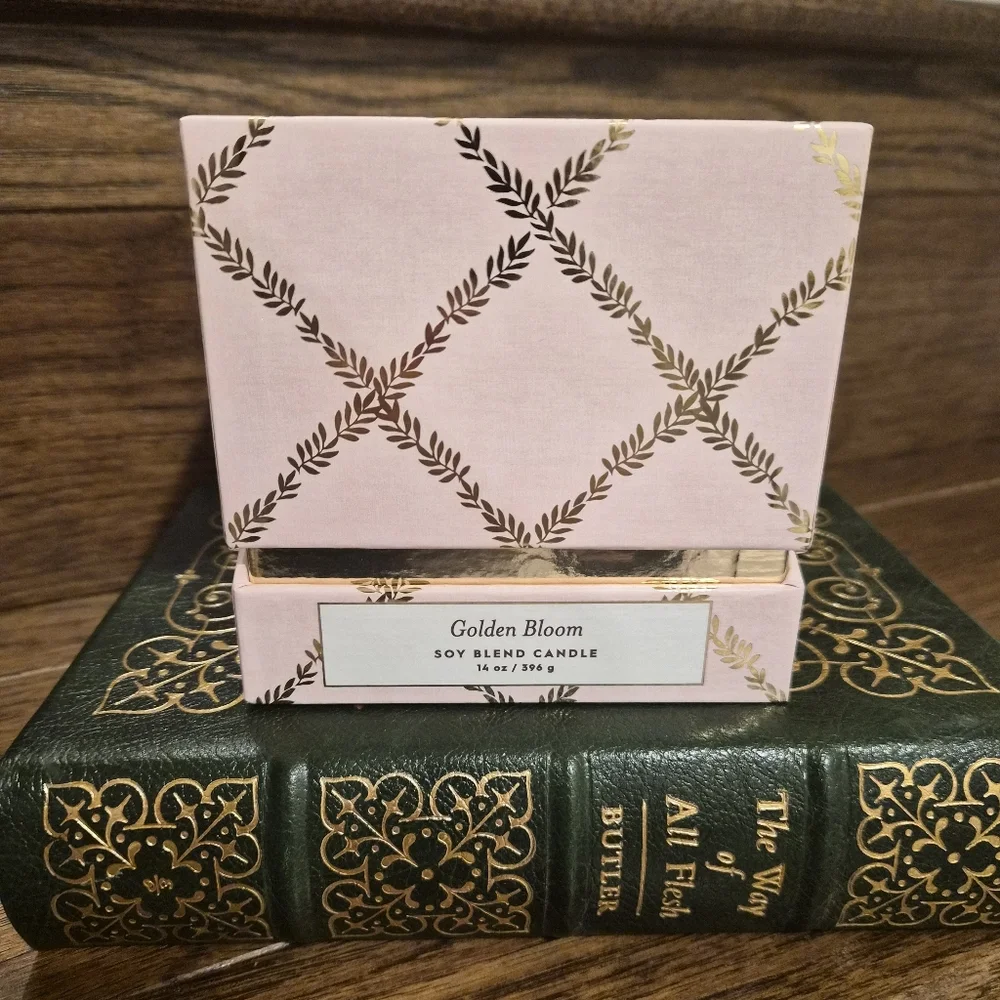 Golden Bloom
SOY BLEND CANDLE
14 oz / 396 g
The Way
of
All Flesh
BUTLER